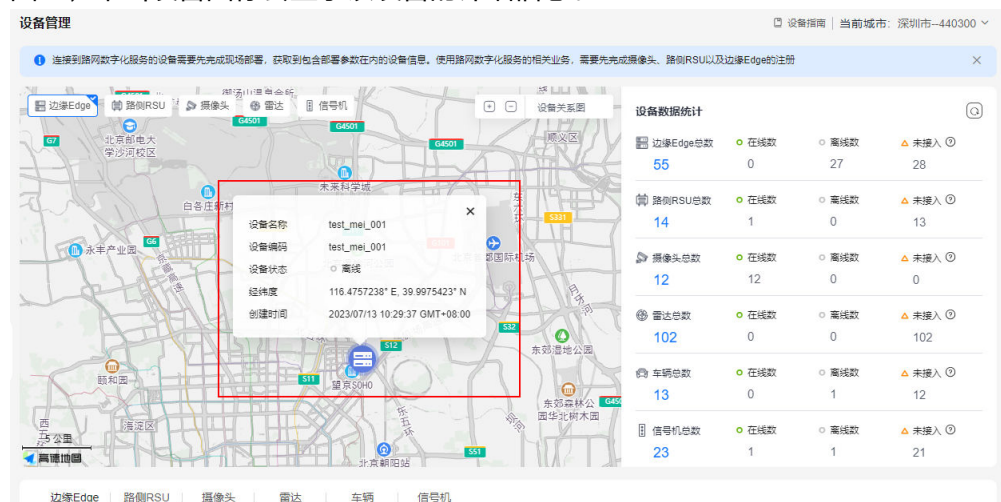 设备管理
设备指南 | 当前城市: 深圳市--440300
连接到路网数字化服务的设备需要先完成现场部署，获取到包含部署参数在内的设备信息。使用路网数字化服务的相关业务，需要先完成摄像头、路侧RSU以及边缘Edge的注册
边缘Edge 路侧RSU 摄像头 雷达 信号机
设备关系图
G7
北京邮电大
学沙河校区
G4501
G4501
G4501
顺义区
未来科学城
白各庄新村
S321
永丰产业园
G6
设备名称 test_mei_001
设备编码 test_mei_001
设备状态 离线
经纬度 116.4757238° E, 39.9975423° N
创建时间 2023/07/13 10:29:37 GMT+08:00
S32
S12
东郊湿地公园
颐和园
S11
望京SOHO
东郊森林公
园华北树木园
海淀区
5 公里
高德地图
S51
北京朝阳站
设备数据统计
边缘Edge总数 在线数 离线数 未接入
55 0 27 28
路侧RSU总数 在线数 离线数 未接入
14 1 0 13
摄像头总数 在线数 离线数 未接入
12 12 0 0
雷达总数 在线数 离线数 未接入
102 0 0 102
车辆总数 在线数 离线数 未接入
13 0 1 12
信号机总数 在线数 离线数 未接入
23 1 1 21
边缘Edge 路侧RSU 摄像头 雷达 车辆 信号机